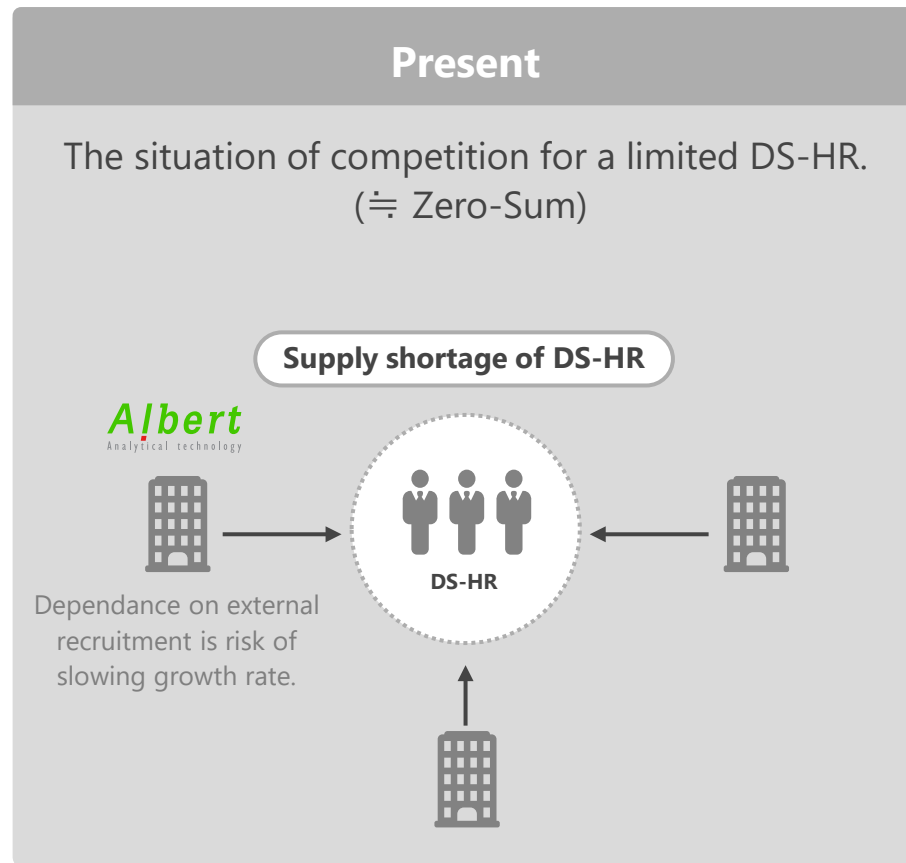 Present
The situation of competition for a limited DS-HR.
(≒ Zero-Sum)
Supply shortage of DS-HR
Albert
Analytical technology
DS-HR
Dependance on external
recruitment is risk of
slowing growth rate.